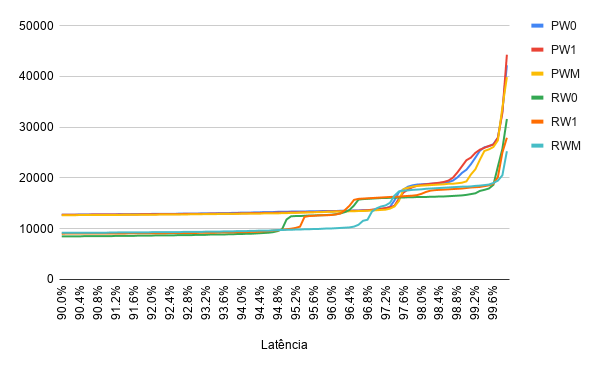 50000
40000
30000
20000
10000
0
PW0
PW1
PWM
RW0
RW1
RWM
90.0% 90.4% 90.8% 91.2% 91.6% 92.0% 92.4% 92.8% 93.2% 93.6% 94.0% 94.4% 94.8% 95.2% 95.6% 96.0% 96.4% 96.8% 97.2% 97.6% 98.0% 98.4% 98.8% 99.2% 99.6%
Latência